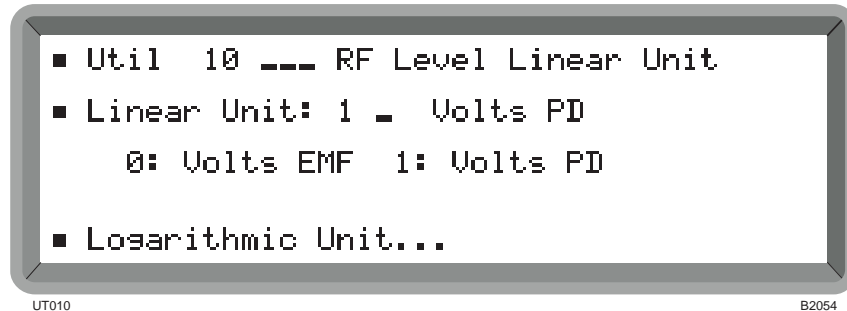 ▪ Util 10 ___ RF Level Linear Unit
▪ Linear Unit: 1 _ Volts PD
0: Volts EMF 1: Volts PD
▪ Logarithmic Unit...
UT010 B2054